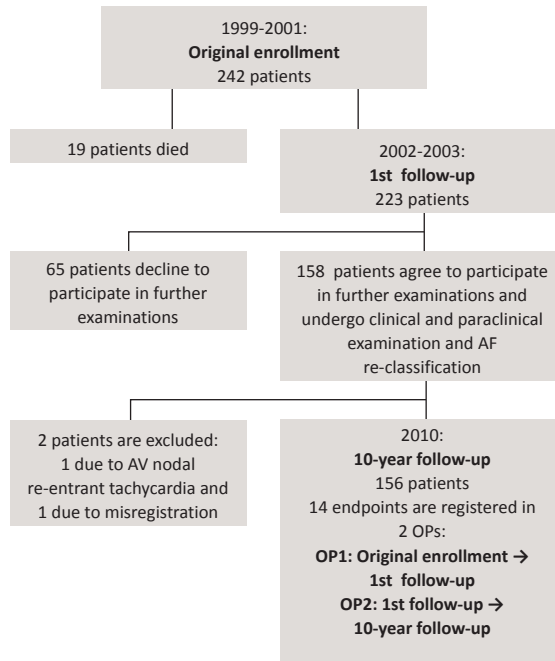 1999-2001:
Original enrollment
242 patients
19 patients died
2002-2003:
1st follow-up
223 patients
65 patients decline to
participate in further
examinations
158 patients agree to participate
in further examinations and
undergo clinical and paraclinical
examination and AF
re-classification
2 patients are excluded:
1 due to AV nodal
re-entrant tachycardia and
1 due to misregistration
2010:
10-year follow-up
156 patients
14 endpoints are registered in
2 OPs:
OP1: Original enrollment →
1st follow-up
OP2: 1st follow-up →
10-year follow-up